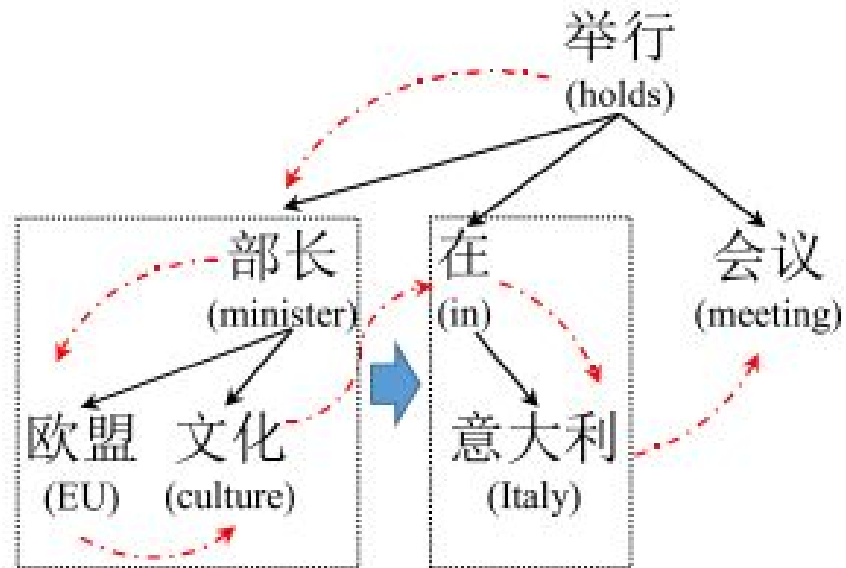 举行
(holds)
部长 在 会议
(minister) (in) (meeting)
欧盟 文化 意大利
(EU) (culture) (Italy)